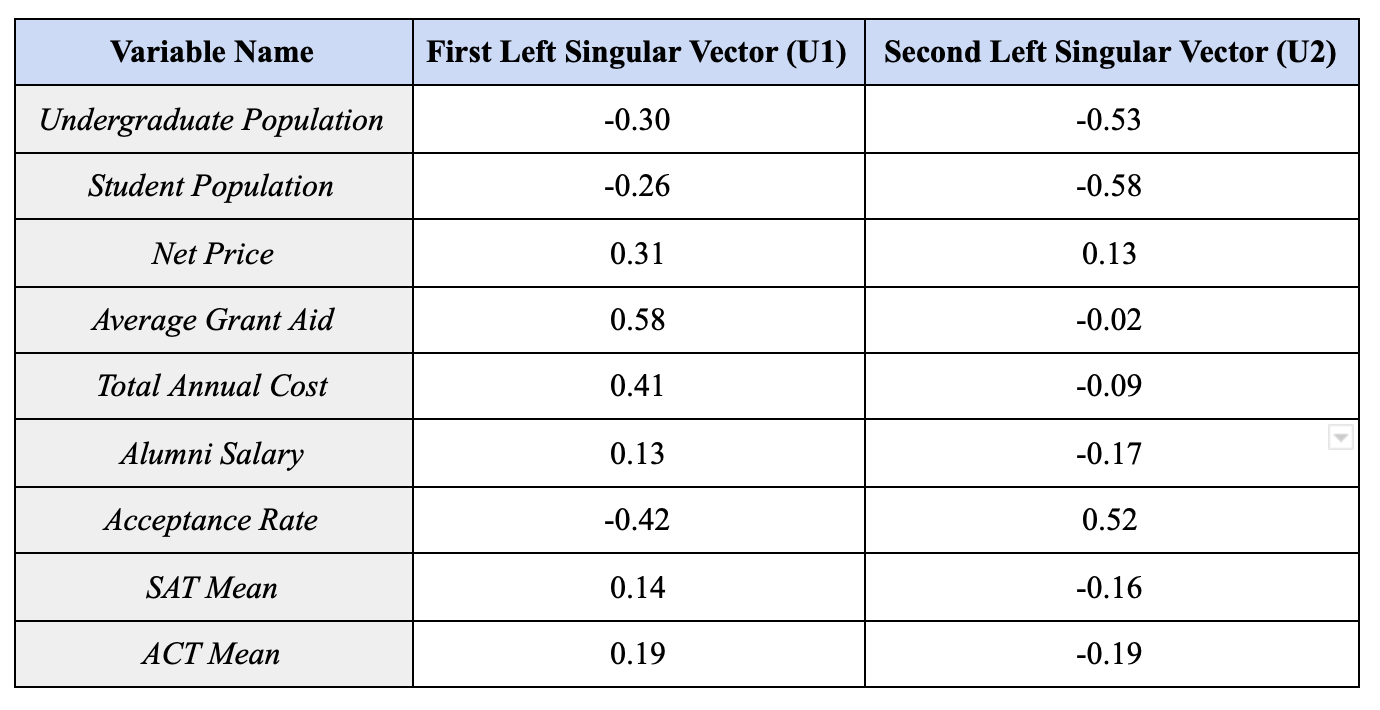 Variable Name First Left Singular Vector (U1) Second Left Singular Vector (U2)
Undergraduate Population -0.30 -0.53
Student Population -0.26 -0.58
Net Price 0.31 0.13
Average Grant Aid 0.58 -0.02
Total Annual Cost 0.41 -0.09
Alumni Salary 0.13 -0.17
Acceptance Rate -0.42 0.52
SAT Mean 0.14 -0.16
ACT Mean 0.19 -0.19